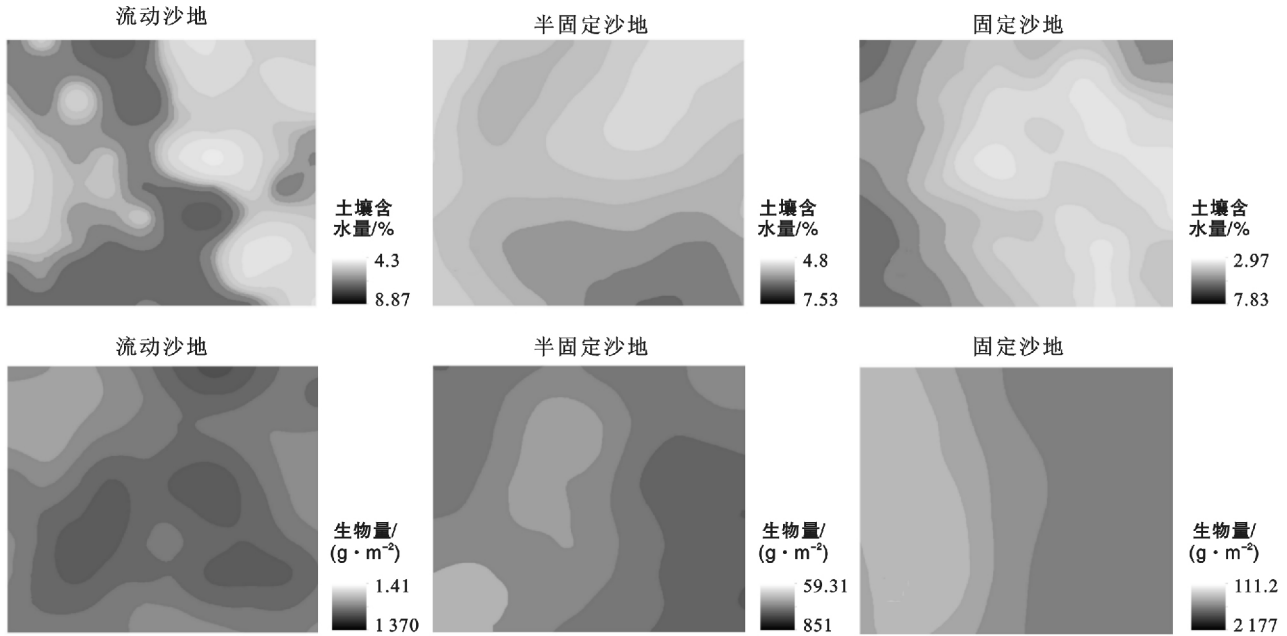 流动沙地
半固定沙地
固定沙地
土壤含
水量/%
4.3
8.87
土壤含
水量/%
4.8
7.53
土壤含
水量/%
2.97
7.83
流动沙地
半固定沙地
固定沙地
生物量/
(g·m⁻²)
1.41
1 370
生物量/
(g·m⁻²)
59.31
851
生物量/
(g·m⁻²)
111.2
2 177